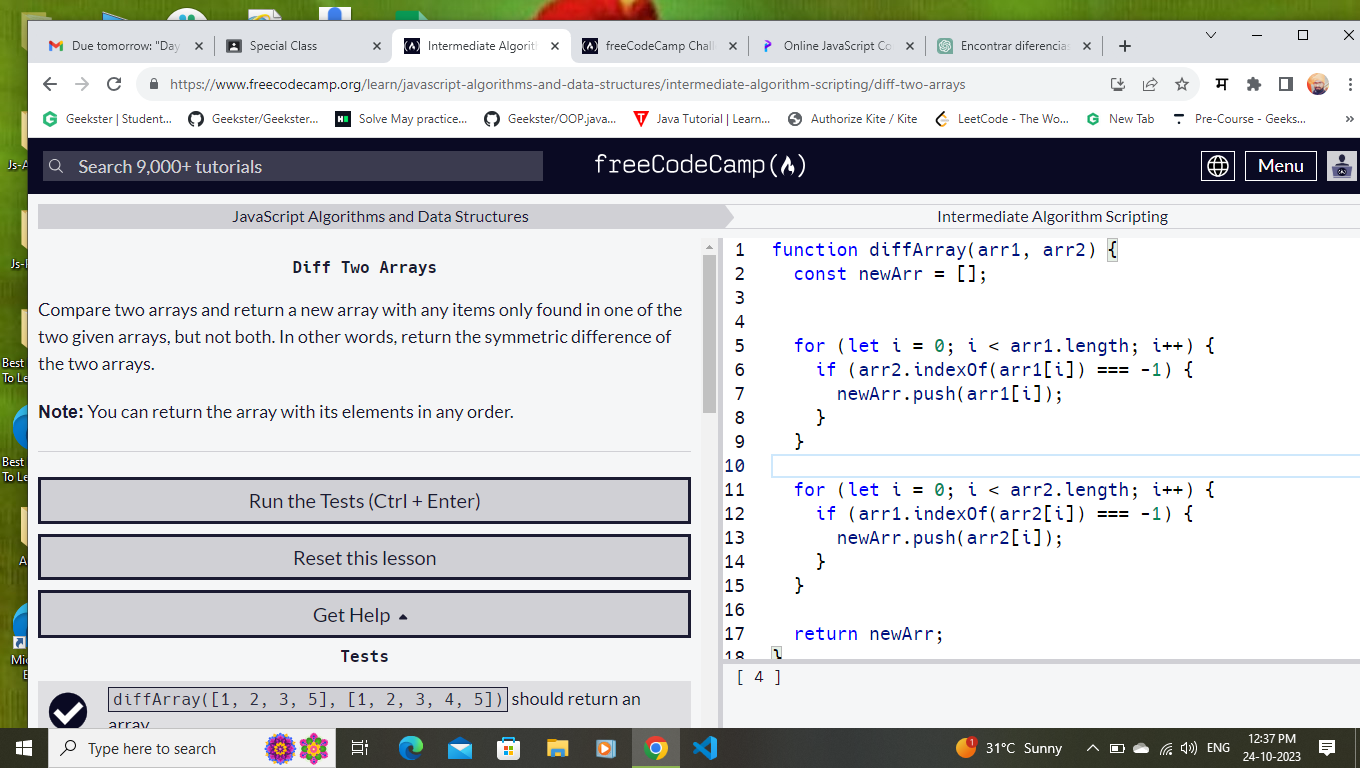 Due tomorrow: "Day
Special Class
Intermediate Algorit
freeCodeCamp Chall
Online JavaScript Co
Encontrar diferencias
https://www.freecodecamp.org/learn/javascript-algorithms-and-data-structures/intermediate-algorithm-scripting/diff-two-arrays
म
Geekster | Student...
Geekster/Geekster...
Solve May practice...
Geekster/OOP.java...
Java Tutorial | Learn...
Authorize Kite / Kite
LeetCode - The Wo...
New Tab
Pre-Course - Geeks...
»
Search 9,000+ tutorials
freeCodeCamp
Menu
JavaScript Algorithms and Data Structures
Intermediate Algorithm Scripting
Diff Two Arrays
Compare two arrays and return a new array with any items only found in one of the
two given arrays, but not both. In other words, return the symmetric difference of
the two arrays.
Note: You can return the array with its elements in any order.
Run the Tests (Ctrl + Enter)
Reset this lesson
Get Help
Tests
diffArray([1, 2, 3, 5], [1, 2, 3, 4, 5]) should return an
array.
1 function diffArray(arr1, arr2) {
2 const newArr = [];
3
4
5 for (let i = 0; i < arr1.length; i++) {
6 if (arr2.indexOf(arr1[i]) === -1) {
7 newArr.push(arr1[i]);
8 }
9 }
10
11 for (let i = 0; i < arr2.length; i++) {
12 if (arr1.indexOf(arr2[i]) === -1) {
13 newArr.push(arr2[i]);
14 }
15 }
16
17 return newArr;
18 }
[ 4 ]
Js-A
Js-I
Best
To Le
Best
To Le
A
Mic
E
Type here to search
1
31°C Sunny
ENG
12:37 PM
24-10-2023